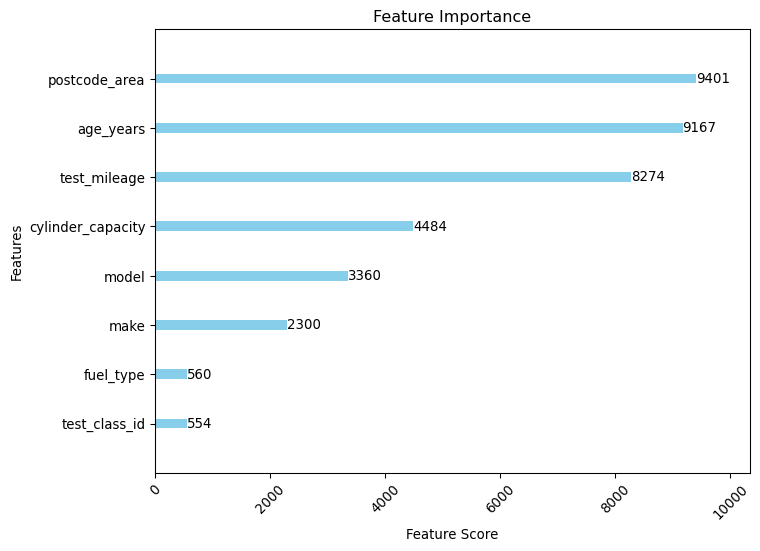 Feature Importance
postcode_area 9401
age_years 9167
test_mileage 8274
cylinder_capacity 4484
model 3360
make 2300
fuel_type 560
test_class_id 554
Features
0 2000 4000 6000 8000 10000
Feature Score